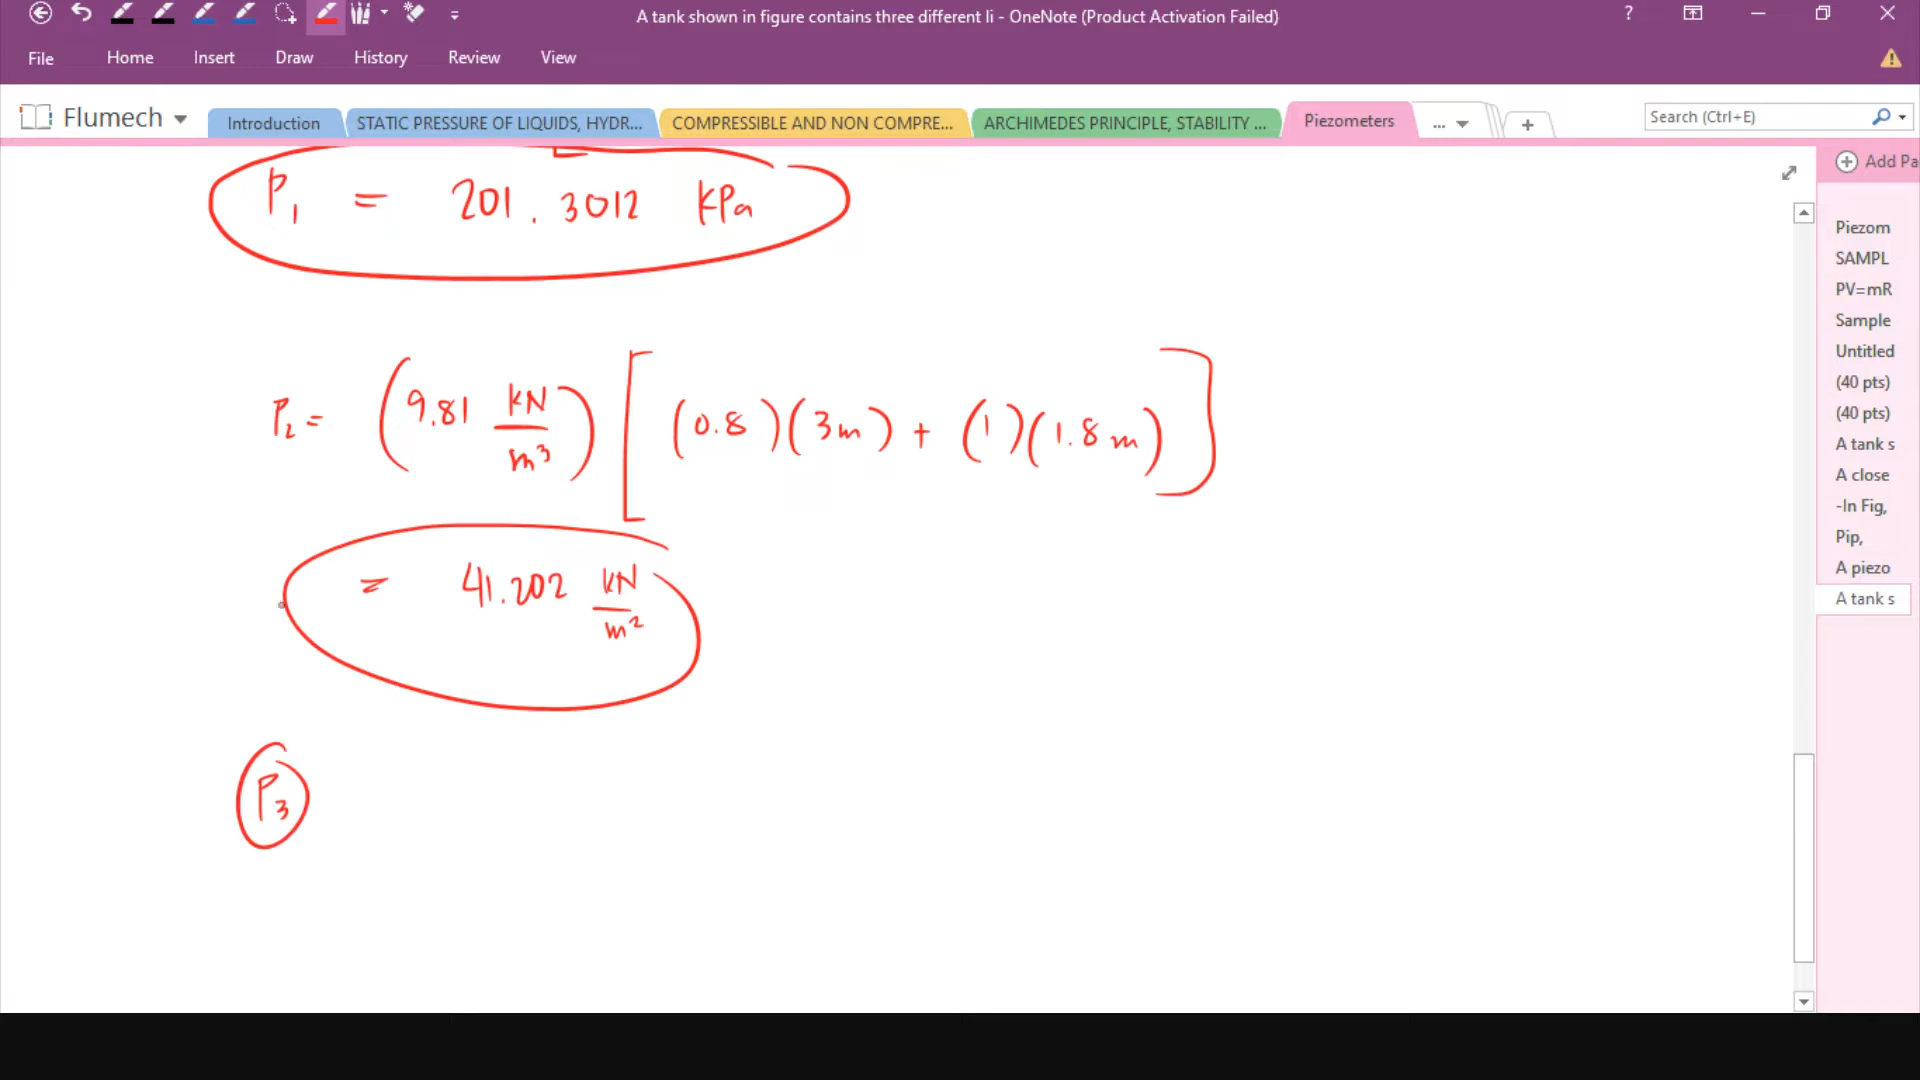 A tank shown in figure contains three different li - OneNote (Product Activation Failed)
?
File Home Insert Draw History Review View
Flumech
Introduction
STATIC PRESSURE OF LIQUIDS, HYDR...
COMPRESSIBLE AND NON COMPRE...
ARCHIMEDES PRINCIPLE, STABILITY ...
Piezometers
...
+
Search (Ctrl+E)
Add Pa
P₁ = 201.3012 kPa
P₂ = (9.81 kN/m³) [(0.8)(3m) + (1)(1.8m)]
= 41.202 kN/m²
P₃
Piezom
SAMPL
PV=mR
Sample
Untitled
(40 pts)
(40 pts)
A tank s
A close
-In Fig,
Pip,
A piezo
A tank s